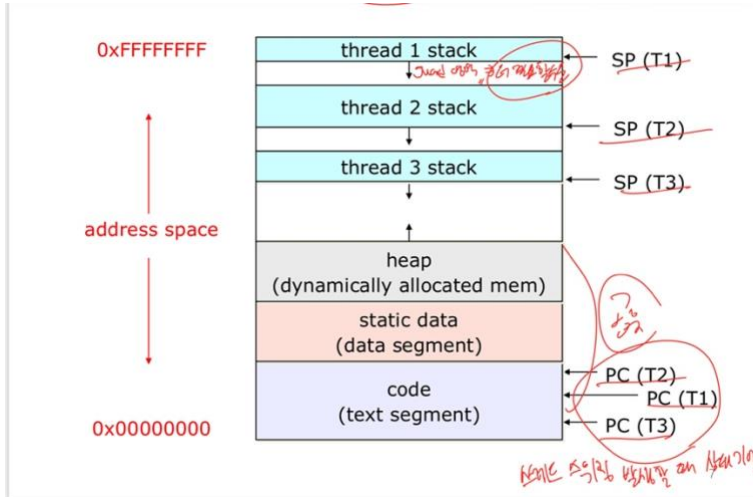 0xFFFFFFFF
thread 1 stack
SP (T1)
thread 2 stack
SP (T2)
thread 3 stack
SP (T3)
address space
heap
(dynamically allocated mem)
static data
(data segment)
code
(text segment)
PC (T2)
PC (T1)
PC (T3)
0x00000000